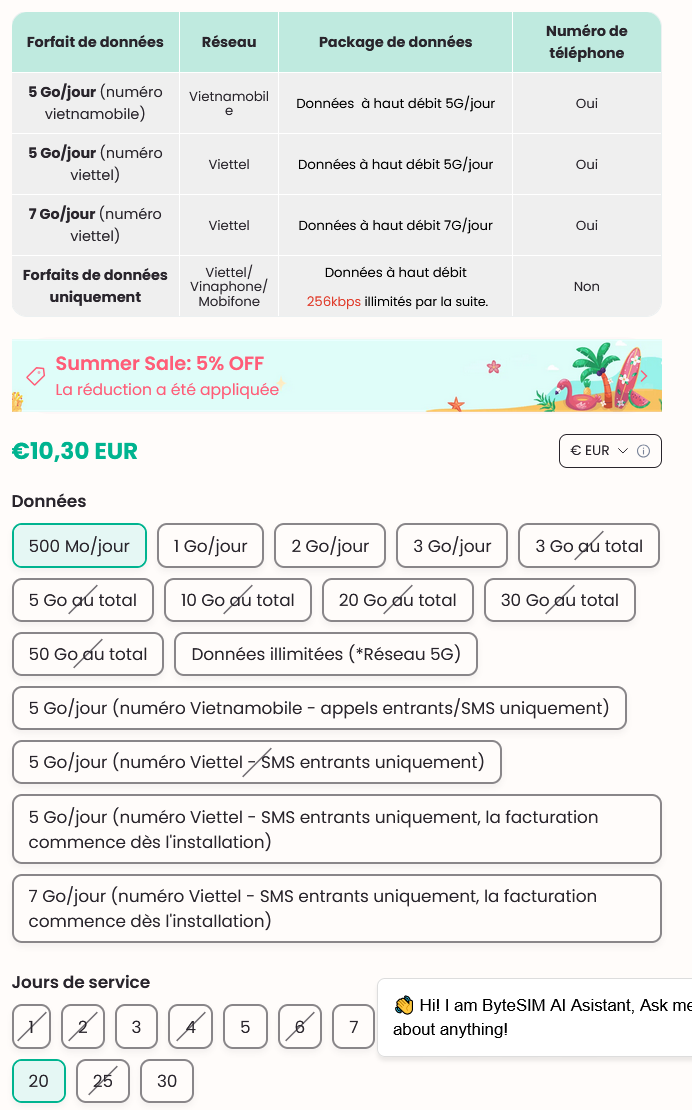 Forfait de données Réseau Package de données Numéro de
téléphone
5 Go/jour (numéro
vietnamobile) Vietnamobil
e Données à haut débit 5G/jour Oui
5 Go/jour (numéro
viettel) Viettel Données à haut débit 5G/jour Oui
7 Go/jour (numéro
viettel) Viettel Données à haut débit 7G/jour Oui
Forfaits de données
uniquement Viettel/
Vinaphone/
Mobifone Données à haut débit
256kbps illimités par la suite. Non
Summer Sale: 5% OFF
La réduction a été appliquée
€10,30 EUR € EUR
Données
500 Mo/jour 1 Go/jour 2 Go/jour 3 Go/jour 3 Go au total
5 Go au total 10 Go au total 20 Go au total 30 Go au total
50 Go au total Données illimitées (*Réseau 5G)
5 Go/jour (numéro Vietnamobile - appels entrants/SMS uniquement)
5 Go/jour (numéro Viettel - SMS entrants uniquement)
5 Go/jour (numéro Viettel - SMS entrants uniquement, la facturation
commence dès l'installation)
7 Go/jour (numéro Viettel - SMS entrants uniquement, la facturation
commence dès l'installation)
Jours de service
1 2 3 4 5 6 7
👋 Hi! I am ByteSIM AI Asistant, Ask me
about anything!
20 25 30